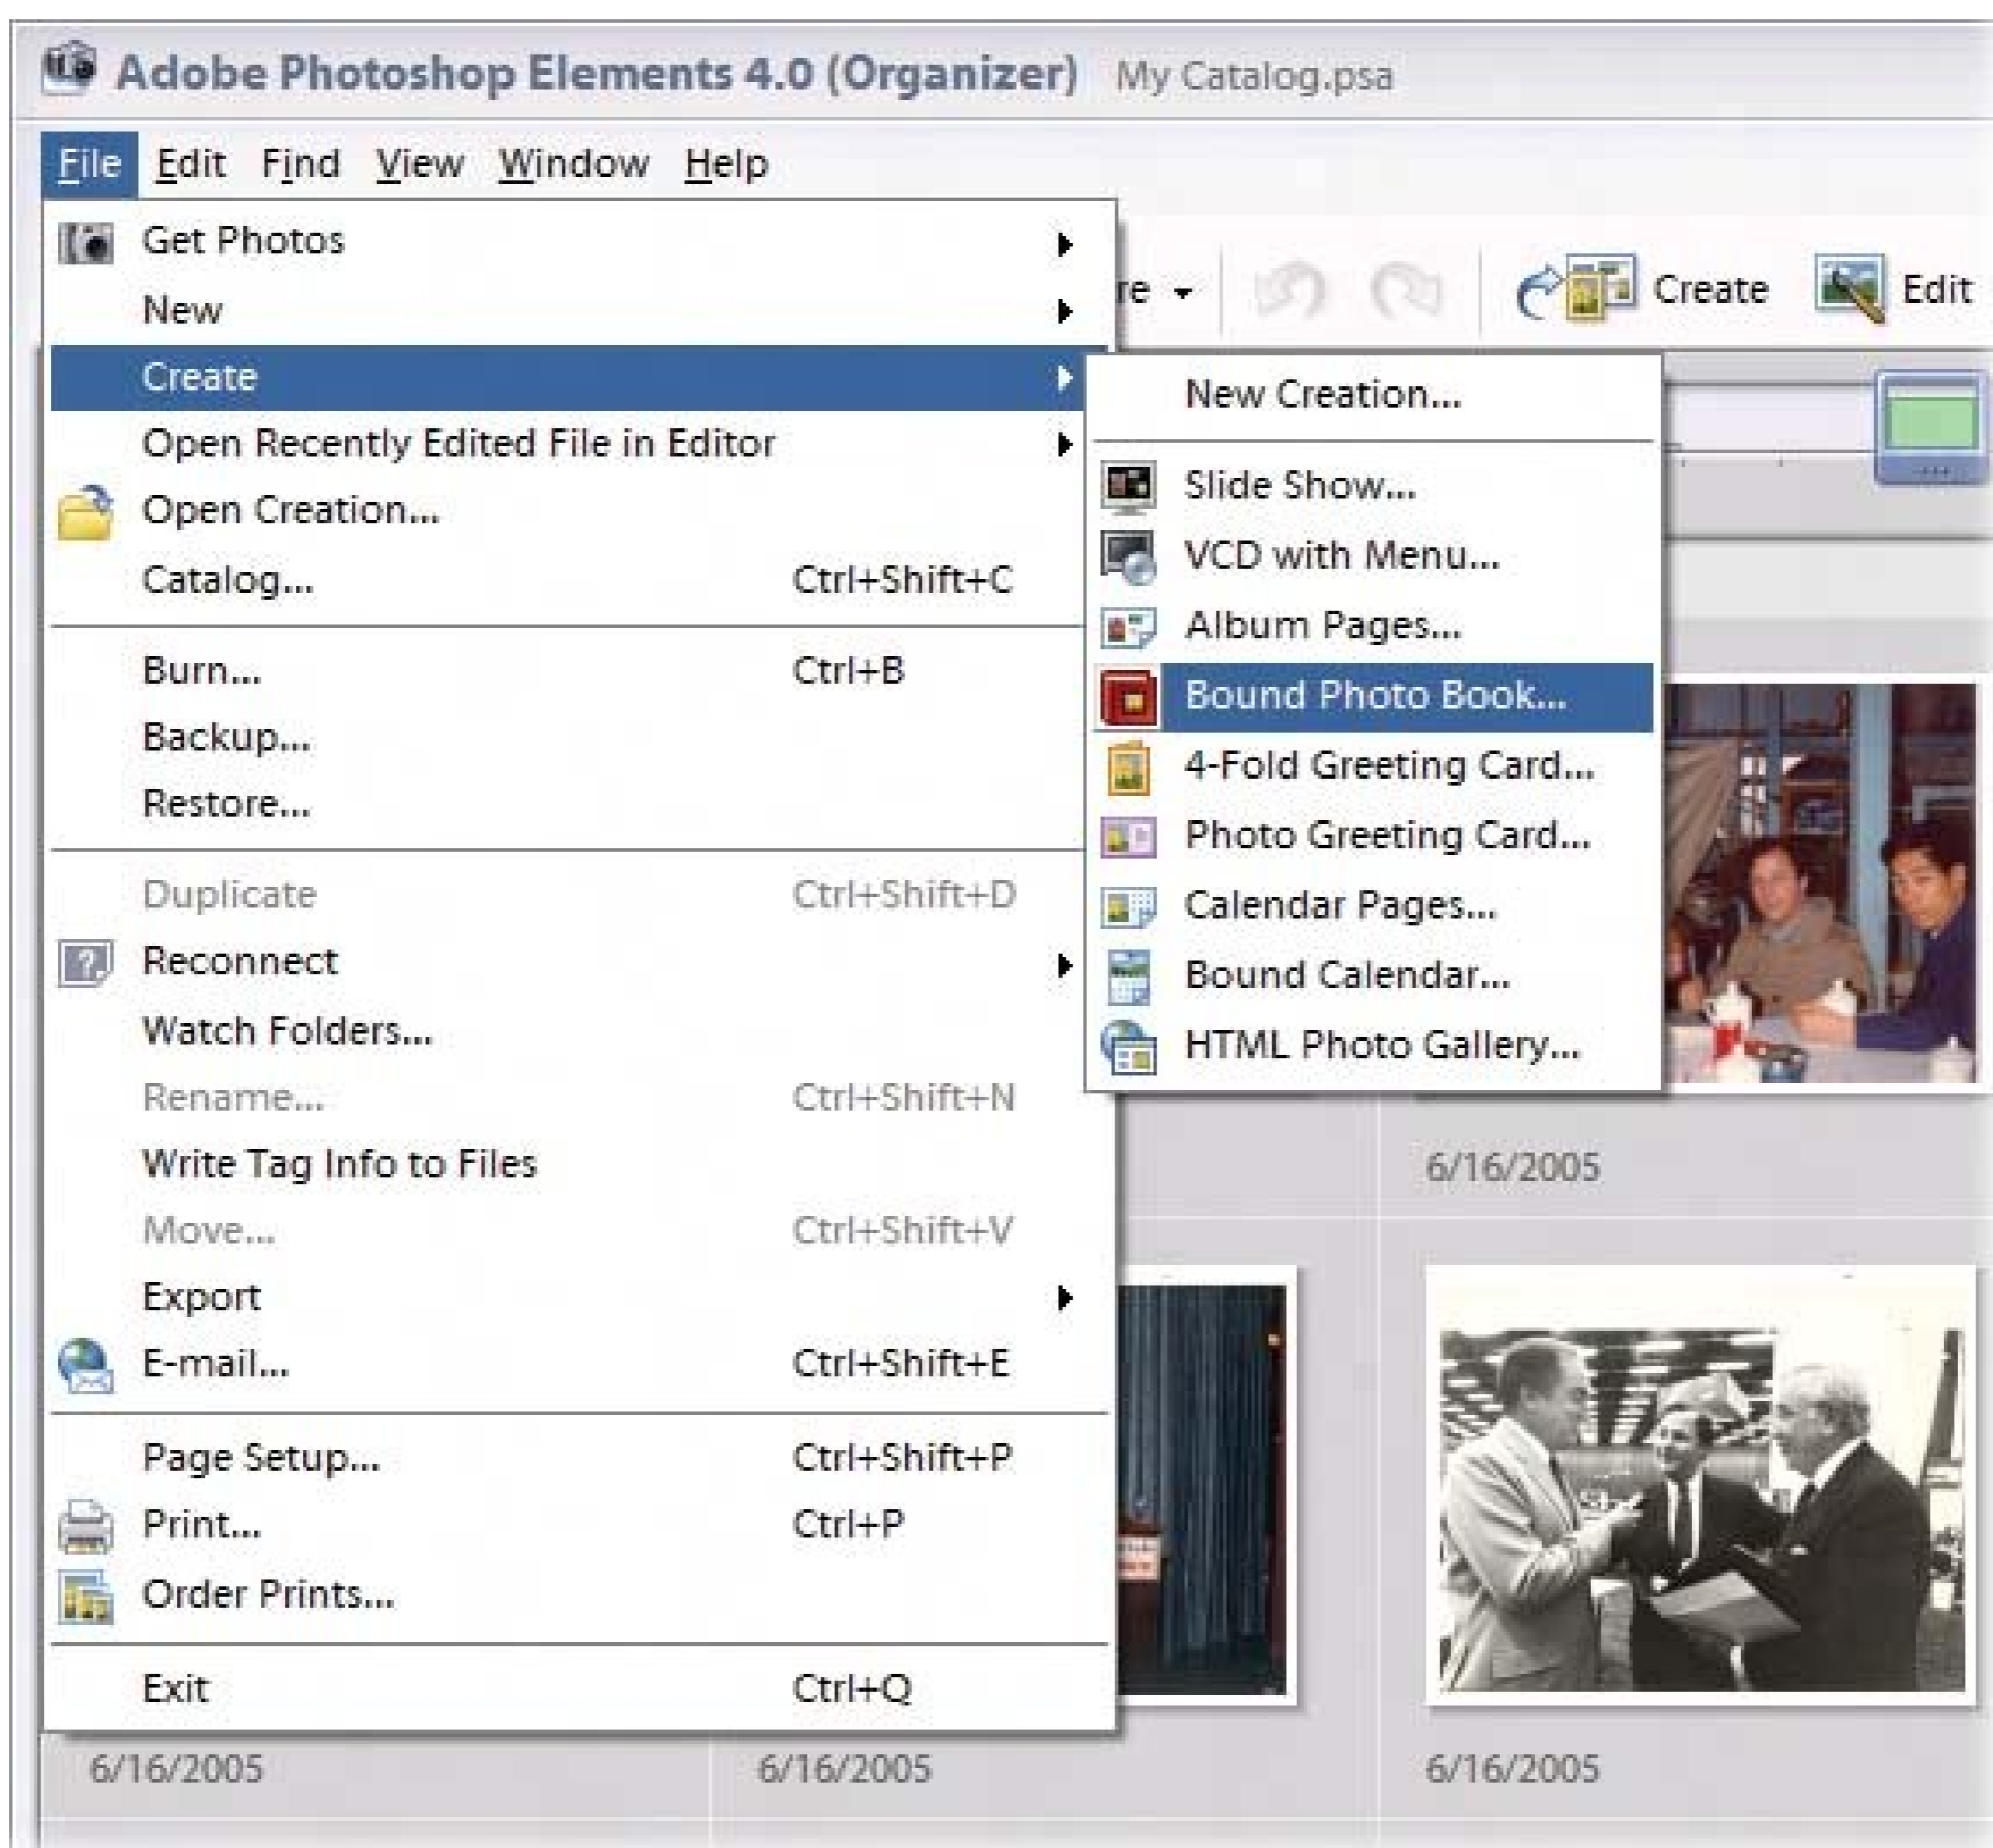 Adobe Photoshop Elements 4.0 (Organizer) My Catalog.psa
File Edit Find View Window Help
re Create Edit
Get Photos
New
Create
Open Recently Edited File in Editor
Open Creation...
Catalog... Ctrl+Shift+C
Burn... Ctrl+B
Backup...
Restore...
Duplicate Ctrl+Shift+D
Reconnect
Watch Folders...
Rename... Ctrl+Shift+N
Write Tag Info to Files
Move... Ctrl+Shift+V
Export
E-mail... Ctrl+Shift+E
Page Setup... Ctrl+Shift+P
Print... Ctrl+P
Order Prints...
Exit Ctrl+Q
New Creation...
Slide Show...
VCD with Menu...
Album Pages...
Bound Photo Book...
4-Fold Greeting Card...
Photo Greeting Card...
Calendar Pages...
Bound Calendar...
HTML Photo Gallery...
6/16/2005
6/16/2005 6/16/2005 6/16/2005